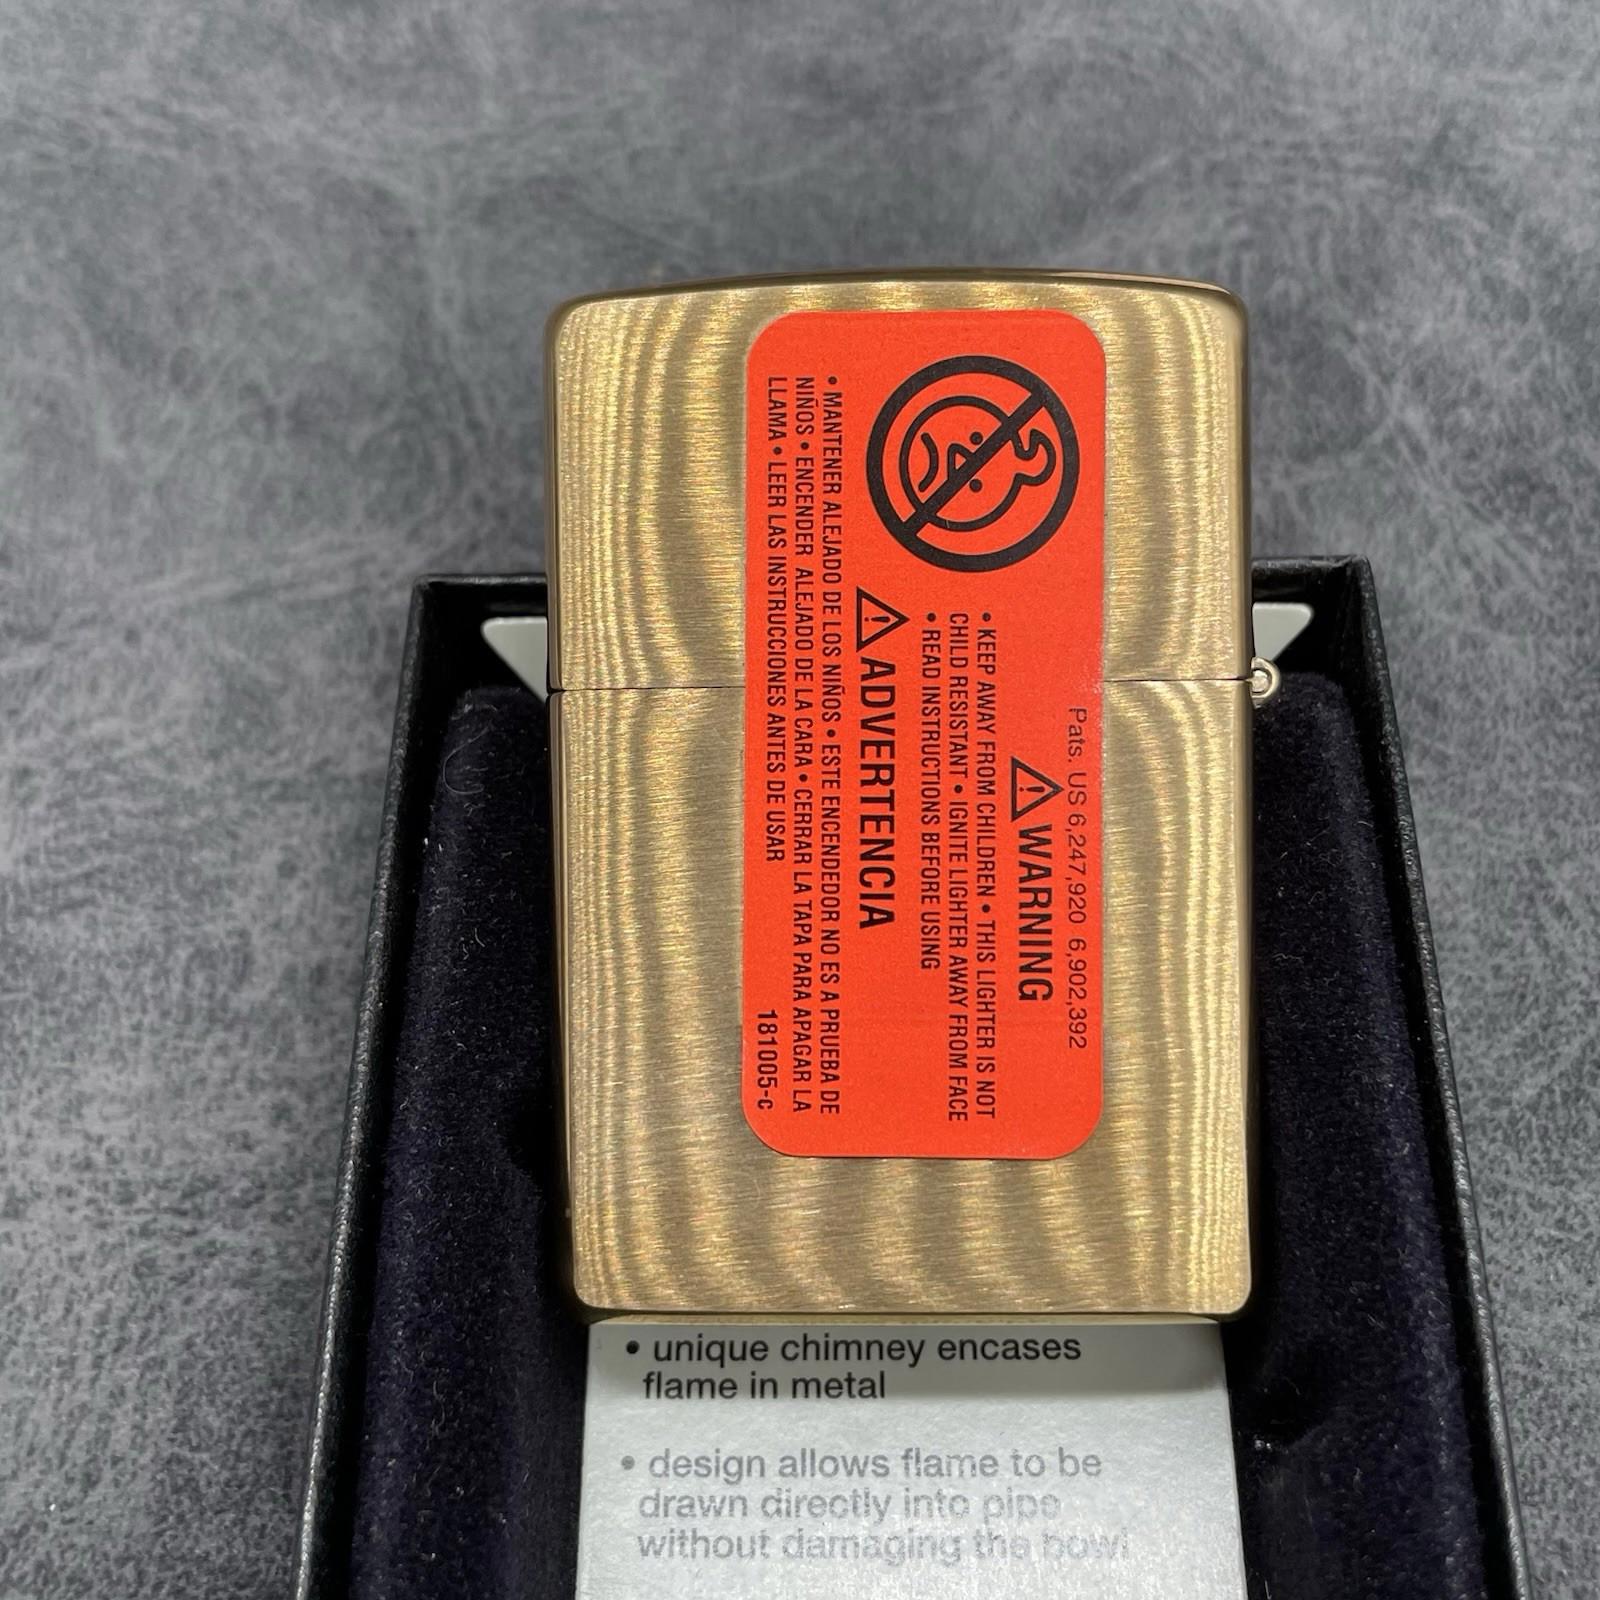 Pats. US 6,247,920 6,902,392
WARNING
• KEEP AWAY FROM CHILDREN • THIS LIGHTER IS NOT
CHILD RESISTANT • IGNITE LIGHTER AWAY FROM FACE
• READ INSTRUCTIONS BEFORE USING
ADVERTENCIA
• MANTENER ALEJADO DE LOS NIÑOS • ESTE ENCENDEDOR NO ES A PRUEBA DE
NIÑOS • ENCENDER ALEJADO DE LA CARA • CERRAR LA TAPA PARA APAGAR LA
LLAMA • LEER LAS INSTRUCCIONES ANTES DE USAR
181005-c
• unique chimney encases
flame in metal
• design allows flame to be
drawn directly into pipe
without damaging the bowl